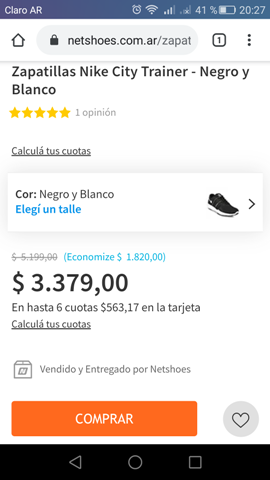 Claro AR 41 % 20:27
netshoes.com.ar/zapat 1
Zapatillas Nike City Trainer - Negro y
Blanco
1 opinión
Calculá tus cuotas
Cor: Negro y Blanco
Elegí un talle
$ 5.199,00 (Economize $ 1.820,00)
$ 3.379,00
En hasta 6 cuotas $563,17 en la tarjeta
Calculá tus cuotas
Vendido y Entregado por Netshoes
COMPRAR